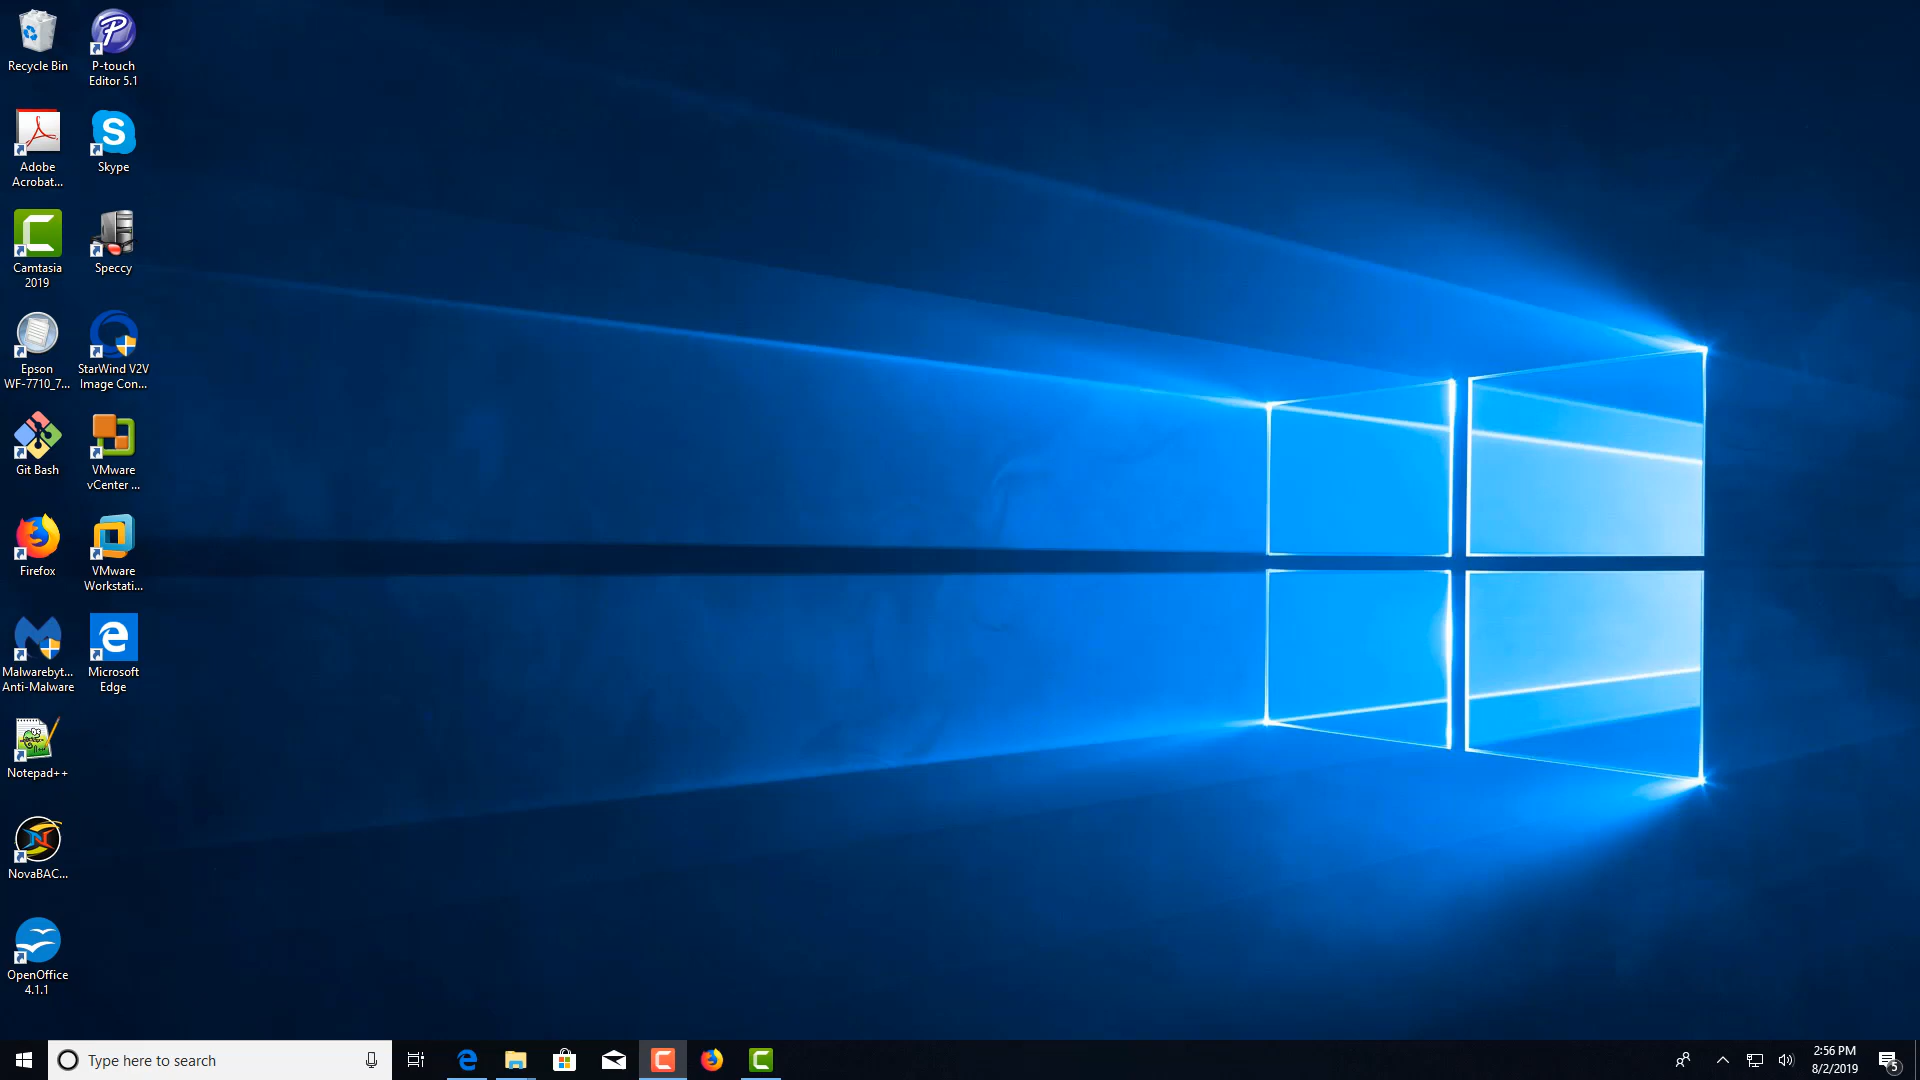 Recycle Bin
P-touch
Editor 5.1
Adobe
Acrobat...
Skype
Camtasia
2019
Speccy
Epson
WF-7710_7...
StarWind V2V
Image Con...
Git Bash
VMware
vCenter ...
Firefox
VMware
Workstati...
Malwarebyt...
Anti-Malware
Microsoft
Edge
Notepad++
NovaBAC...
OpenOffice
4.1.1
Type here to search
2:56 PM
8/2/2019
5